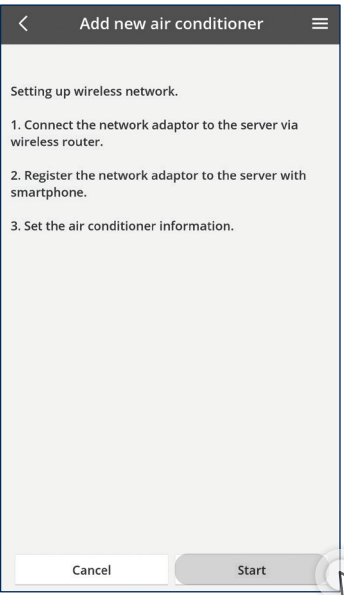 Add new air conditioner
Setting up wireless network.
1. Connect the network adaptor to the server via
wireless router.
2. Register the network adaptor to the server with
smartphone.
3. Set the air conditioner information.
Cancel
Start